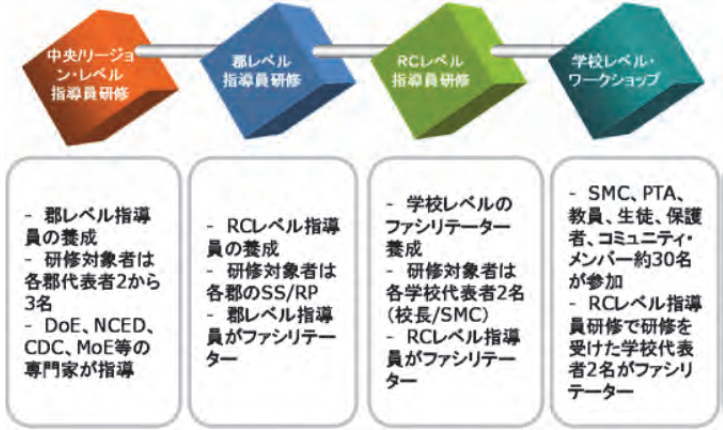 中央/リージョ
ン・レベル
指導員研修
郡レベル
指導員研修
RCレベル
指導員研修
学校レベル・
ワークショップ
- 郡レベル指導
員の養成
- 研修対象者は
各郡代表者2から
3名
- DoE、NCED、
CDC、MoE等の
専門家が指導
- RCレベル指導
員の養成
- 研修対象者は
各郡のSS/RP
- 郡レベル指導
員がファシリテー
ター
- 学校レベルの
ファシリテーター
養成
- 研修対象者は
各学校代表者2名
(校長/SMC)
- RCレベル指導
員がファシリテー
ター
- SMC、PTA、
教員、生徒、保護
者、コミュニティ・
メンバー約30名
が参加
- RCレベル指導
員研修で研修を
受けた学校代表
者2名がファシリ
テーター